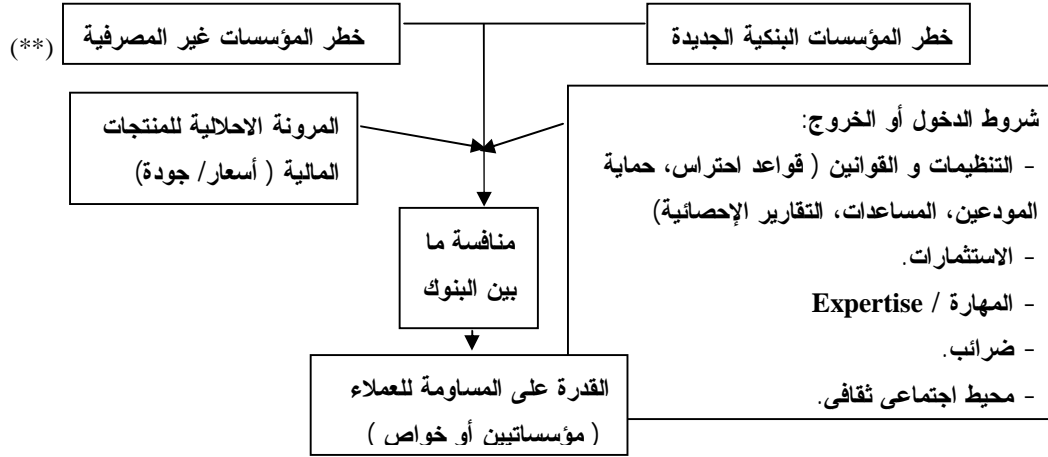 خطر المؤسسات البنكية الجديدة
خطر المؤسسات غير المصرفية (**)
شروط الدخول أو الخروج:
- التنظيمات و القوانين ( قواعد احتراس، حماية
المودعين، المساعدات، التقارير الإحصائية)
- الاستثمارات.
- المهارة / Expertise
- ضرائب.
- محيط اجتماعي ثقافي.
المرونة الاحلالية للمنتجات
المالية ( أسعار/ جودة)
منافسة ما
بين البنوك
القدرة على المساومة للعملاء
( مؤسساتيين أو خواص )